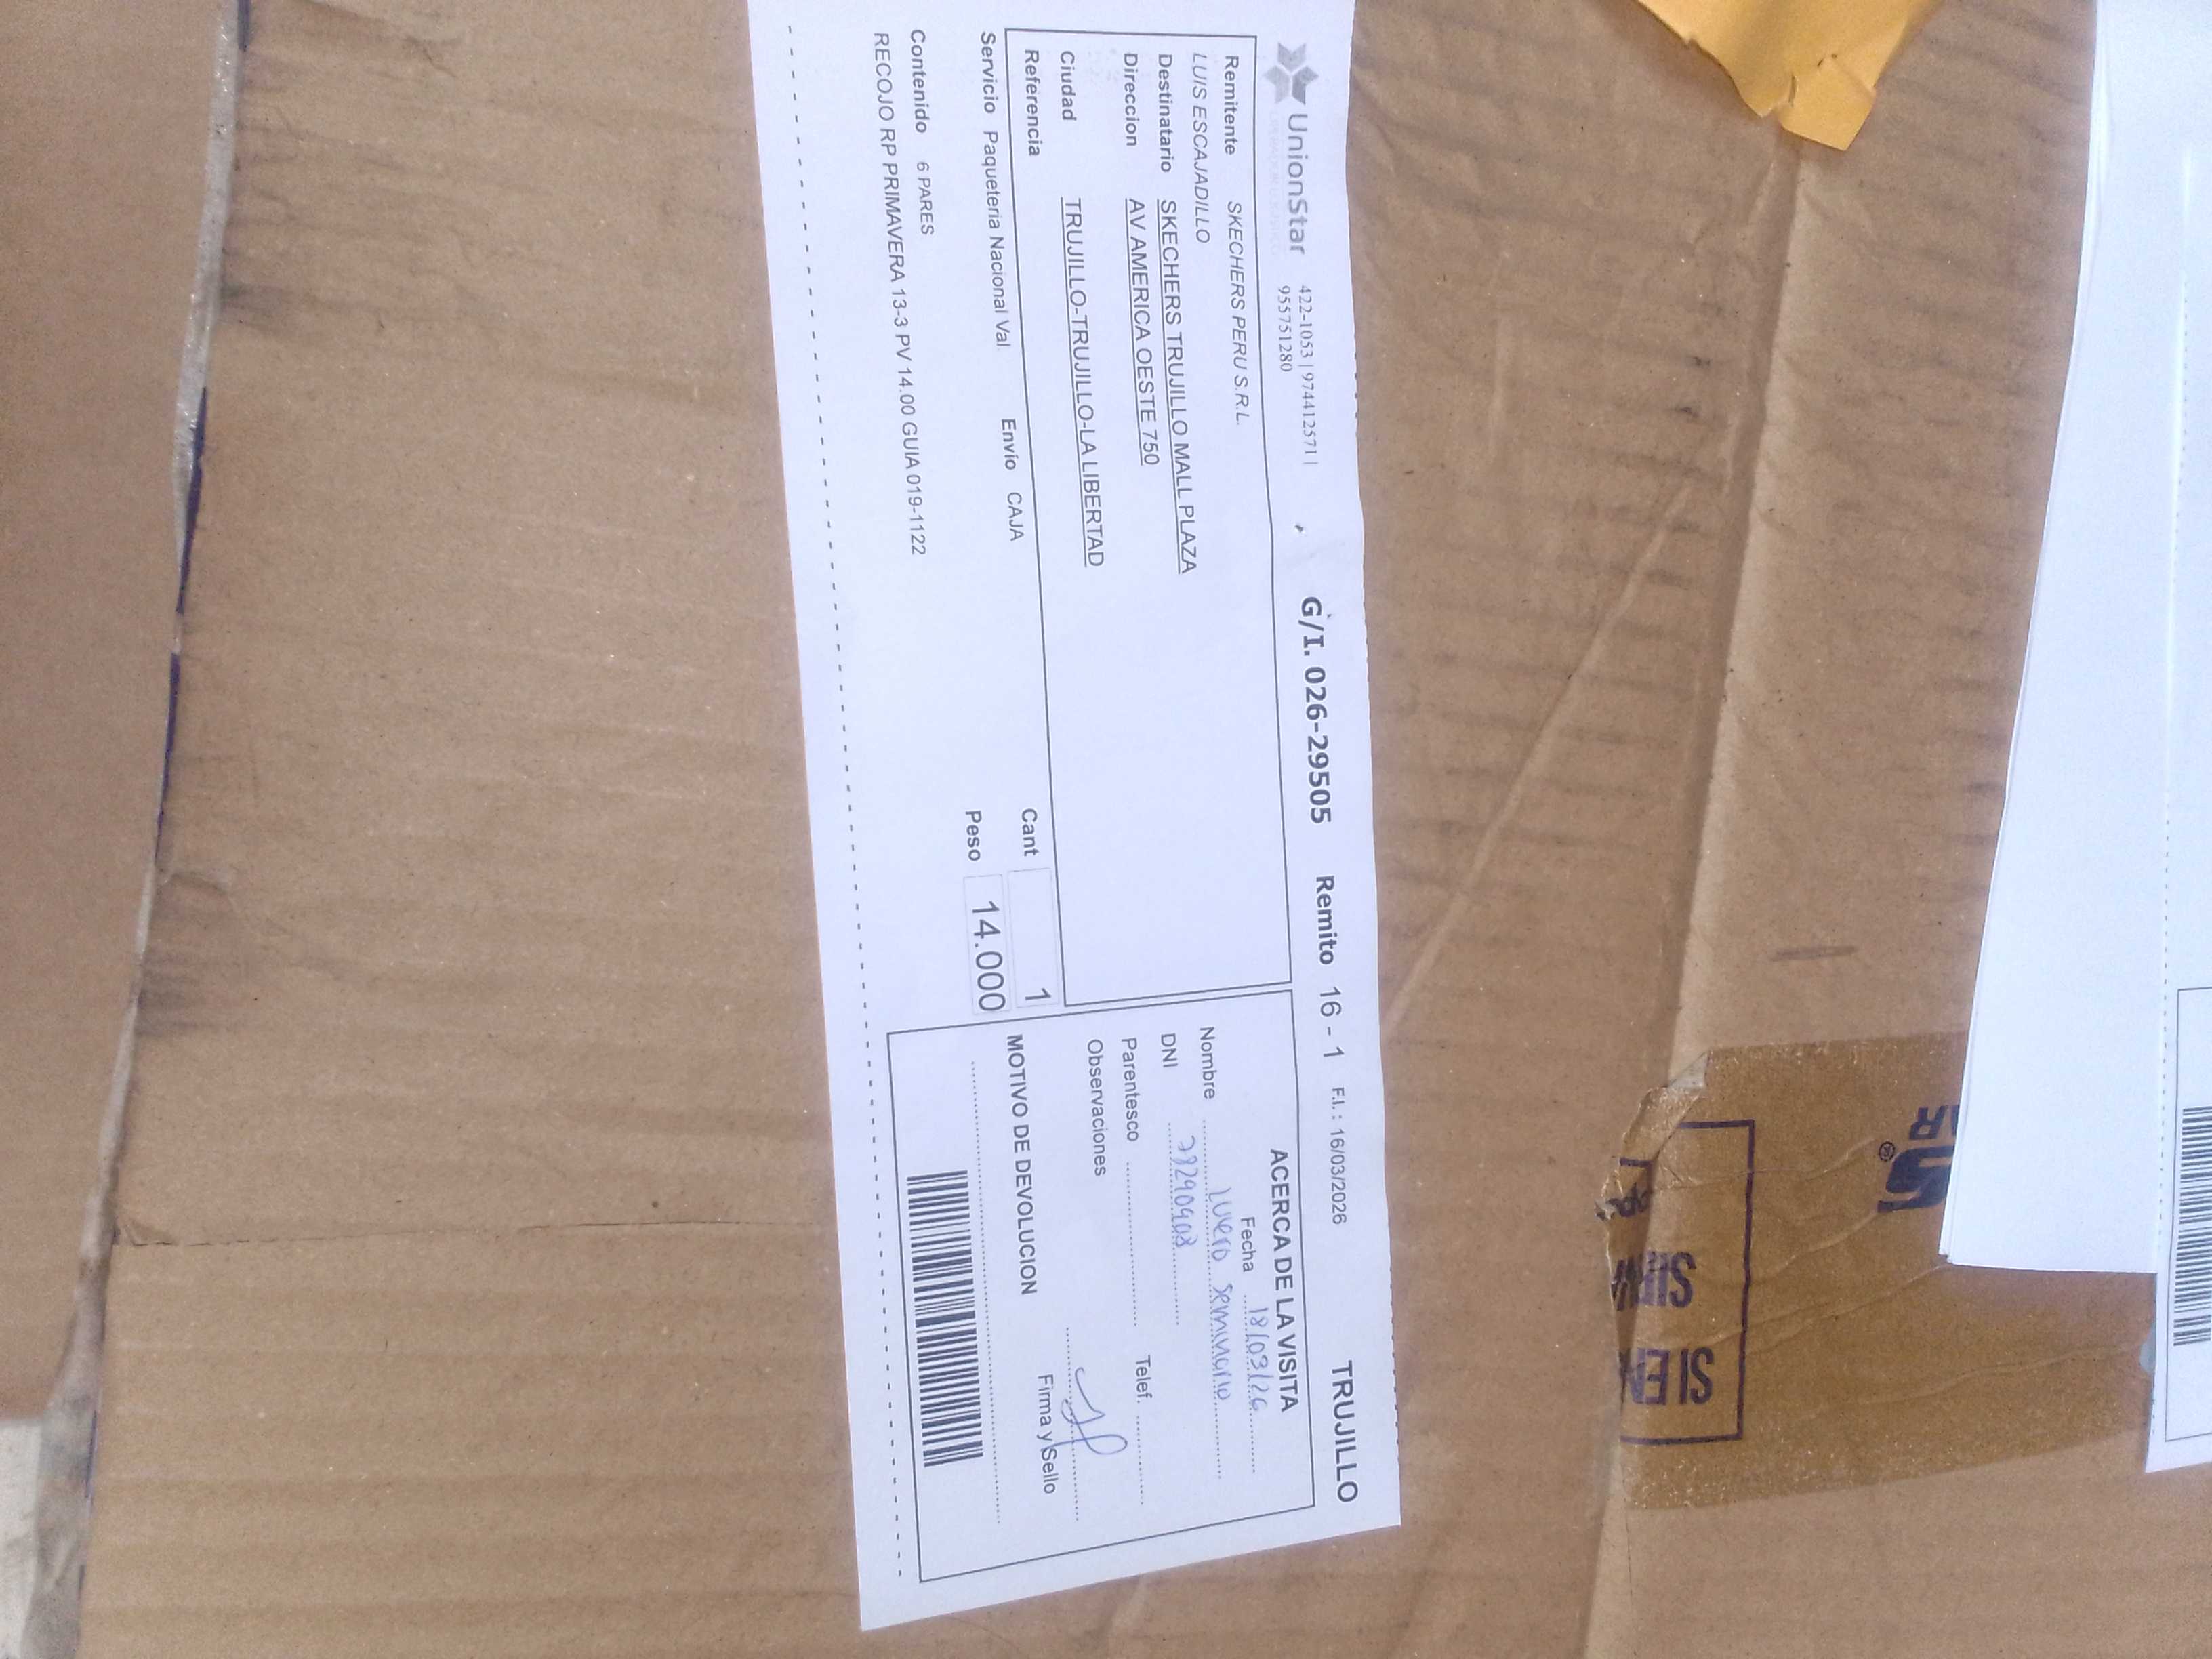 UnionStar 422-1053 | 974412571 |
955751280
G/I. 026-29505 Remito 16 - 1 F.I. : 16/03/2026 TRUJILLO
Remitente SKECHERS PERU S.R.L.
LUIS ESCAJADILLO
Destinatario SKECHERS TRUJILLO MALL PLAZA
Direccion AV AMERICA OESTE 750
Ciudad TRUJILLO-TRUJILLO-LA LIBERTAD
Referencia
Servicio Paqueteria Nacional Val. Envío CAJA
Cant 1
Peso 14.000
Contenido 6 PARES
RECOJO RP PRIMAVERA 13-3 PV 14.00 GUIA 019-1122
ACERCA DE LA VISITA
Fecha 18/03/26
Nombre Seminario
DNI
Parentesco Telef.
Observaciones
Firma y Sello
MOTIVO DE DEVOLUCION
SI
SI